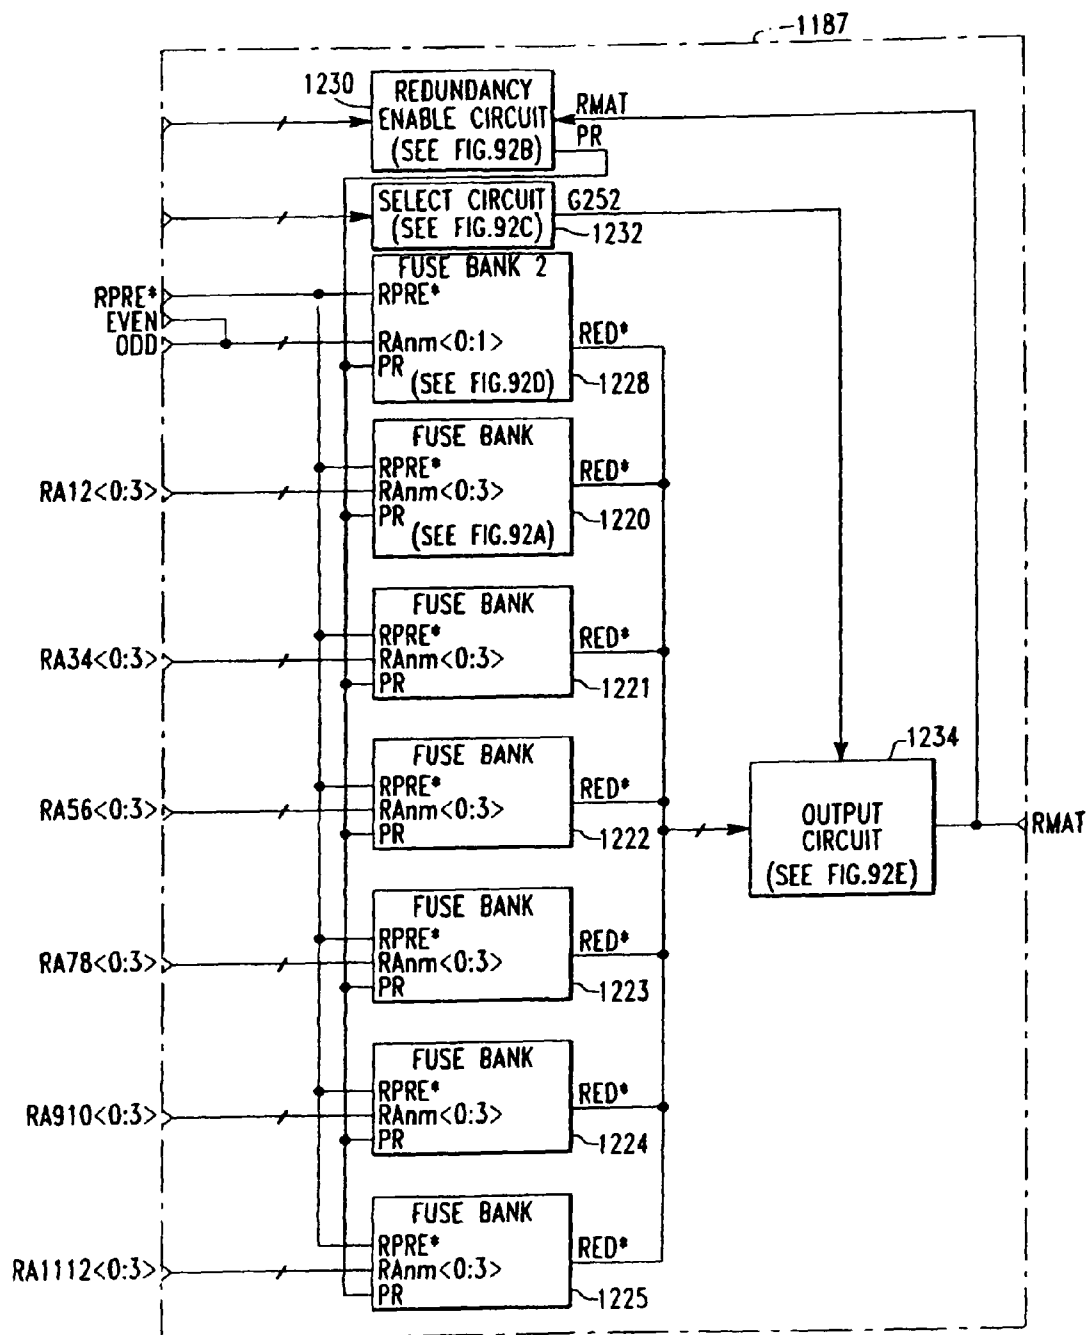 1187
1230
REDUNDANCY
ENABLE CIRCUIT
(SEE FIG.92B)
RMAT
PR
SELECT CIRCUIT
(SEE FIG.92C)
G252
1232
FUSE BANK 2
RPRE*
RPRE*
EVEN
ODD
RAnm<0:1>
PR
(SEE FIG.92D)
RED*
1228
FUSE BANK
RPRE*
RA12<0:3>
RAnm<0:3>
PR
(SEE FIG.92A)
RED*
1220
FUSE BANK
RPRE*
RA34<0:3>
RAnm<0:3>
PR
RED*
1221
FUSE BANK
RPRE*
RA56<0:3>
RAnm<0:3>
PR
RED*
1222
1234
OUTPUT
CIRCUIT
(SEE FIG.92E)
RMAT
FUSE BANK
RPRE*
RA78<0:3>
RAnm<0:3>
PR
RED*
1223
FUSE BANK
RPRE*
RA910<0:3>
RAnm<0:3>
PR
RED*
1224
FUSE BANK
RPRE*
RA1112<0:3>
RAnm<0:3>
PR
RED*
1225